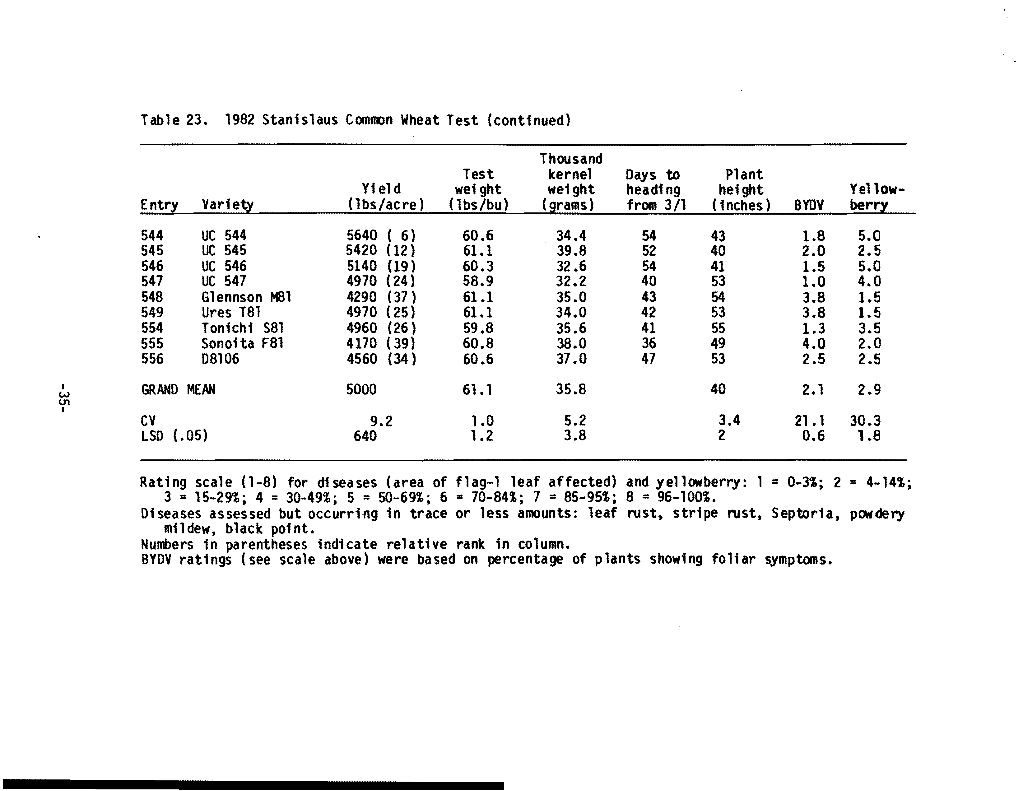 Table 23. 1982 Stanislaus Common Wheat Test (continued)
Thousand
Test kernel Days to Plant
Yield weight weight heading height Yellow-
Entry Variety (lbs/acre) (lbs/bu) (grams) from 3/1 (inches) BYDV berry
544 UC 544 5640 ( 6) 60.6 34.4 54 43 1.8 5.0
545 UC 545 5420 (12) 61.1 39.8 52 40 2.0 2.5
546 UC 546 5140 (19) 60.3 32.6 54 41 1.5 5.0
547 UC 547 4970 (24) 58.9 32.2 40 53 1.0 4.0
548 Glennson M81 4290 (37) 61.1 35.0 43 54 3.8 1.5
549 Ures T81 4970 (25) 61.1 34.0 42 53 3.8 1.5
554 Tonichi S81 4960 (26) 59.8 35.6 41 55 1.3 3.5
555 Sonoita F81 4170 (39) 60.8 38.0 36 49 4.0 2.0
556 D8106 4560 (34) 60.6 37.0 47 53 2.5 2.5
GRAND MEAN 5000 61.1 35.8 40 2.1 2.9
CV 9.2 1.0 5.2 3.4 21.1 30.3
LSD (.05) 640 1.2 3.8 2 0.6 1.8
Rating scale (1-8) for diseases (area of flag-1 leaf affected) and yellowberry: 1 = 0-3%; 2 = 4-14%;
3 = 15-29%; 4 = 30-49%; 5 = 50-69%; 6 = 70-84%; 7 = 85-95%; 8 = 96-100%.
Diseases assessed but occurring in trace or less amounts: leaf rust, stripe rust, Septoria, powdery
mildew, black point.
Numbers in parentheses indicate relative rank in column.
BYDV ratings (see scale above) were based on percentage of plants showing foliar symptoms.
-35-